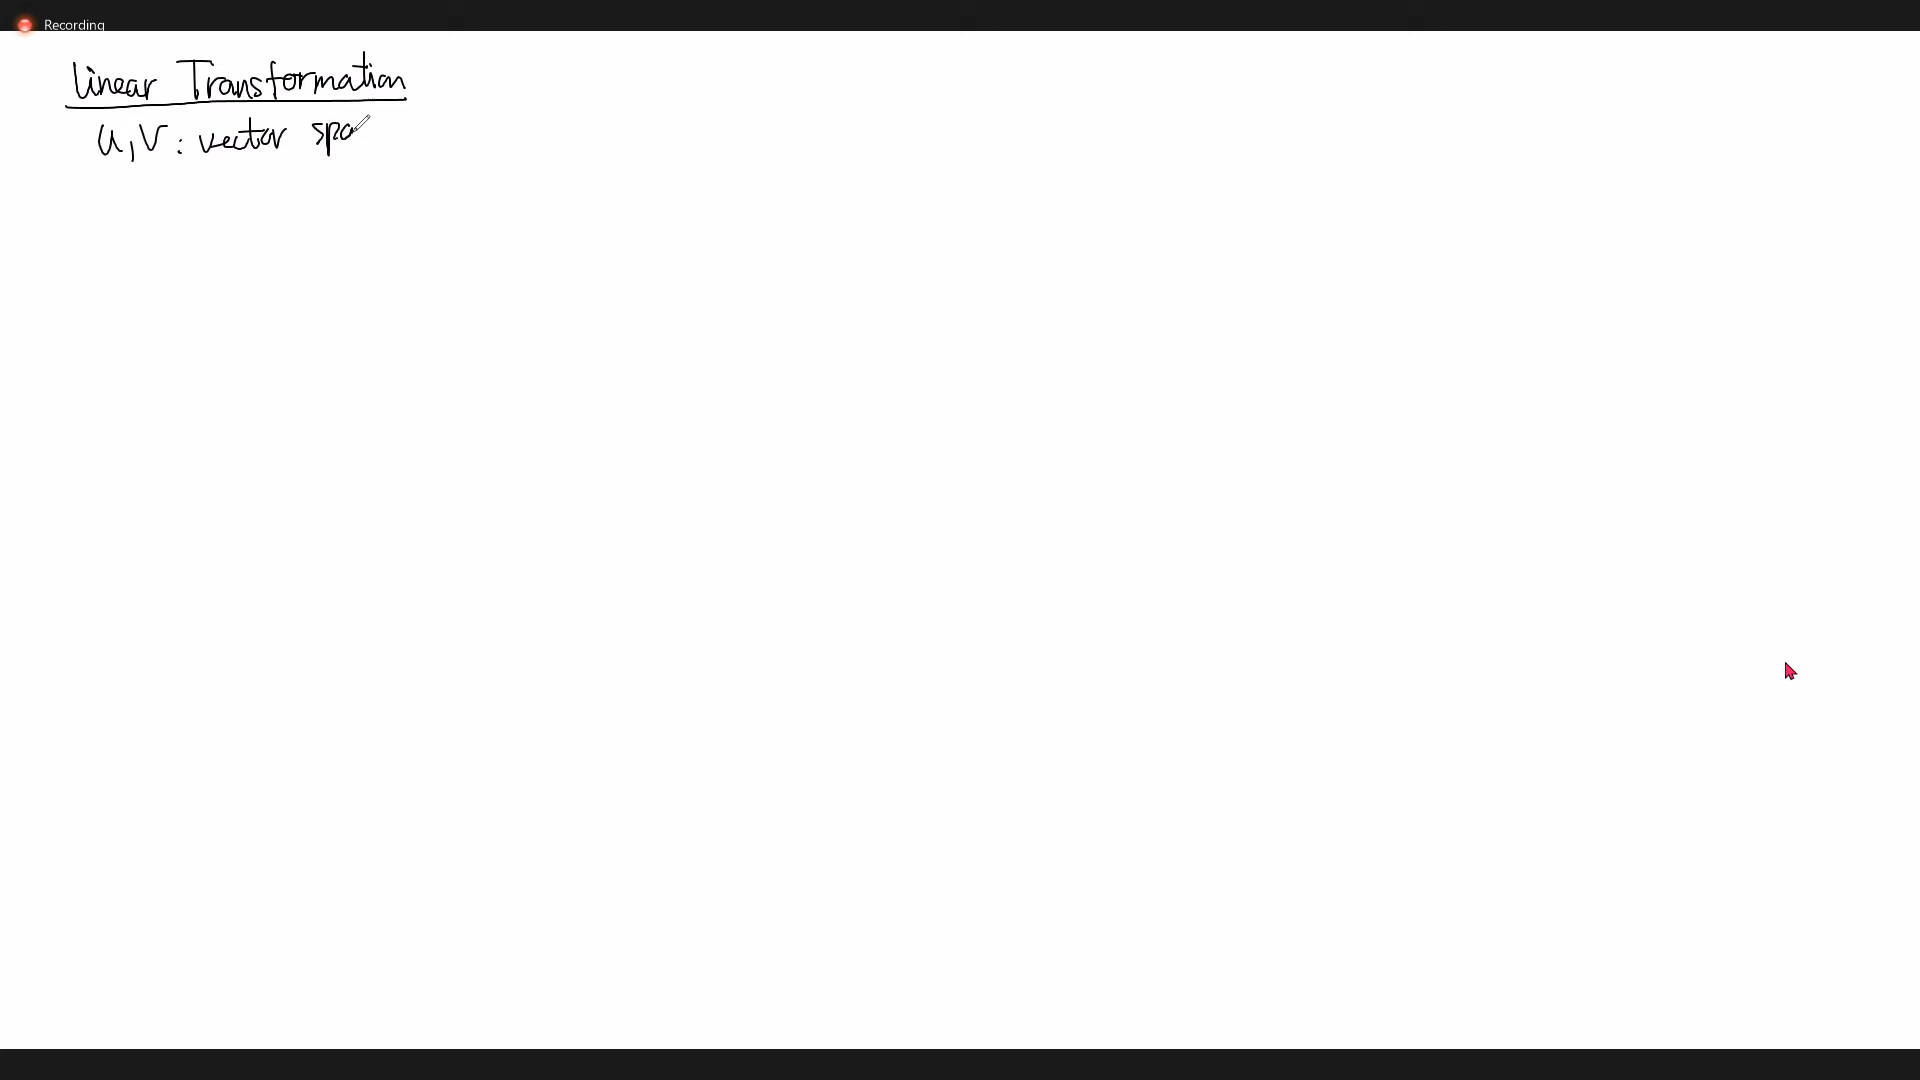 Recording
Linear Transformation
U, V : vector spa